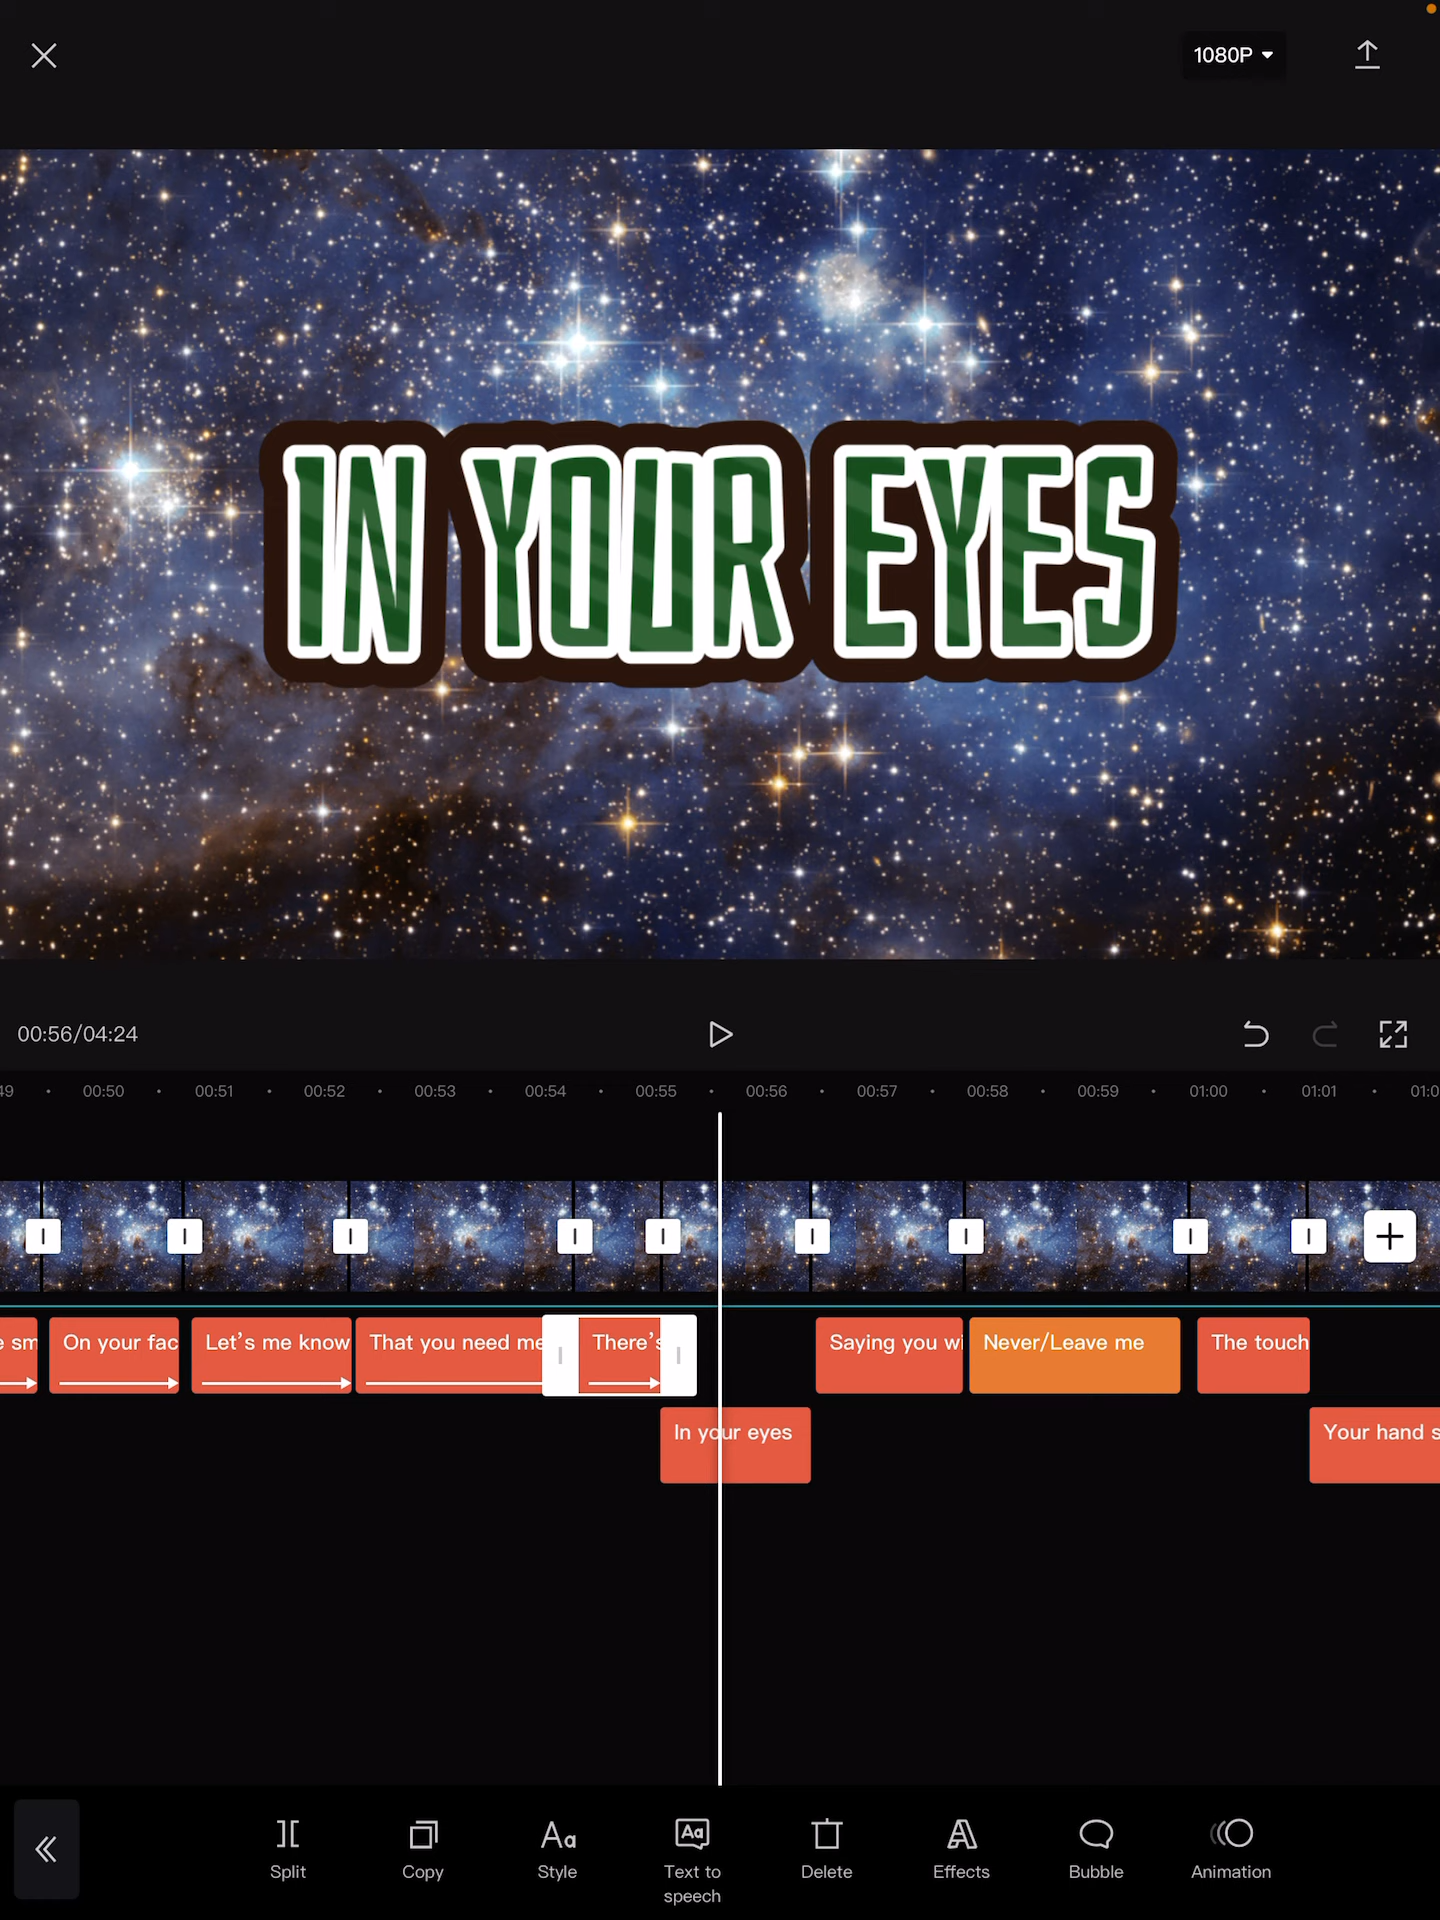 1080P
IN YOUR EYES
00:56/04:24
49 00:50 00:51 00:52 00:53 00:54 00:55 00:56 00:57 00:58 00:59 01:00 01:01 01:0
e sm On your fac Let's me know That you need me There's Saying you wi Never/Leave me The touch
In your eyes Your hand s
Split Copy Style Text to speech Delete Effects Bubble Animation